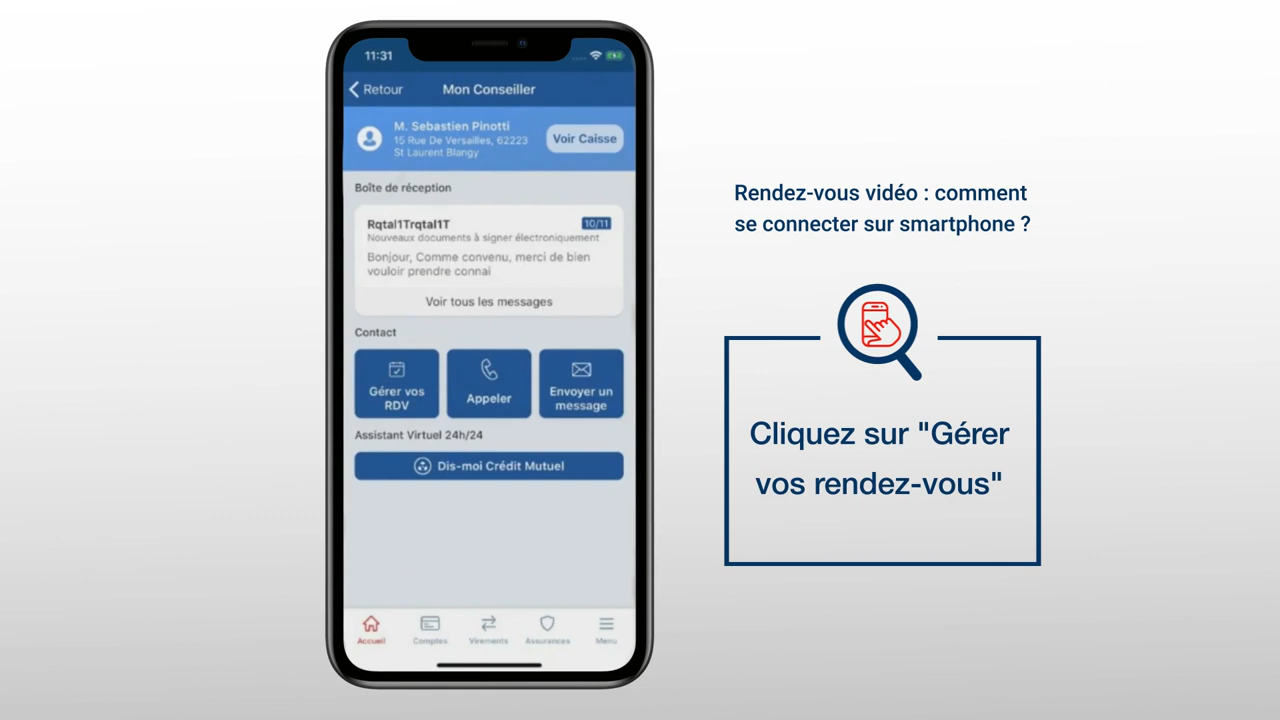 11:31
Retour
Mon Conseiller
M. Sebastien Pinotti
15 Rue De Versailles, 62223
St Laurent Blangy
Voir Caisse
Boîte de réception
Rqtal1Trqtal1T
10/11
Nouveaux documents à signer électroniquement
Bonjour, Comme convenu, merci de bien
vouloir prendre connai
Voir tous les messages
Contact
Gérer vos
RDV
Appeler
Envoyer un
message
Assistant Virtuel 24h/24
Dis-moi Crédit Mutuel
Accueil
Comptes
Virements
Assurances
Menu
Rendez-vous vidéo : comment
se connecter sur smartphone ?
Cliquez sur "Gérer
vos rendez-vous"